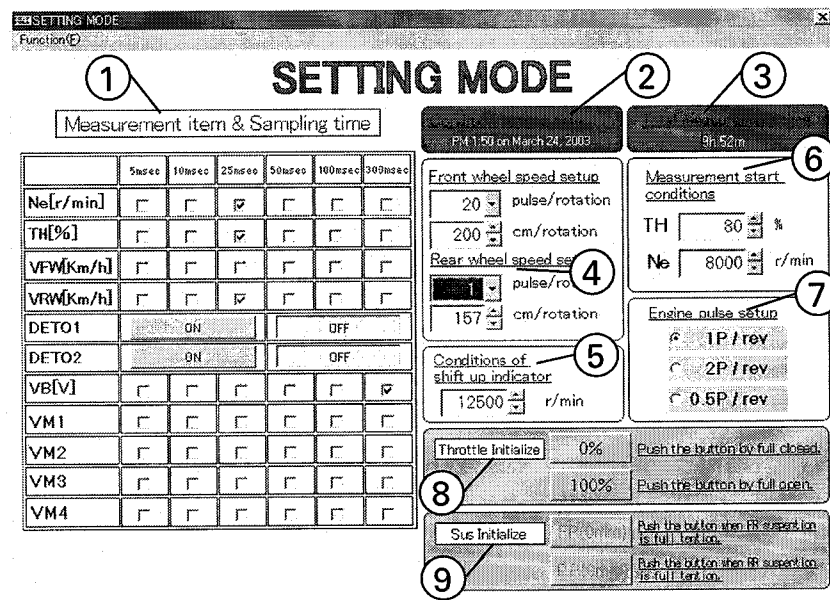 SETTING MODE
Function(F)
SETTING MODE
1
2
3
Measurement item & Sampling time
PM 1:50 on March 24, 2003
9h 52m
5msec 10msec 25msec 50msec 100msec 300msec
Ne[r/min]
TH[%]
VFW[Km/h]
VRW[Km/h]
DETO1 ON OFF
DETO2 ON OFF
VB[V]
VM1
VM2
VM3
VM4
Front wheel speed setup
20 pulse/rotation
200 cm/rotation
Rear wheel speed
4
1
157 cm/rotation
5
Conditions of
shift up indicator
12500 r/min
6
Measurement start
conditions
TH 80 %
Ne 8000 r/min
7
Engine pulse setup
1P / rev
2P / rev
0.5P / rev
Throttle Initialize 0% Push the button by full closed.
100% Push the button by full open.
8
Sus Initialize Push the button when RR suspention
is full tention.
Push the button when RR suspention
is full tention.
9